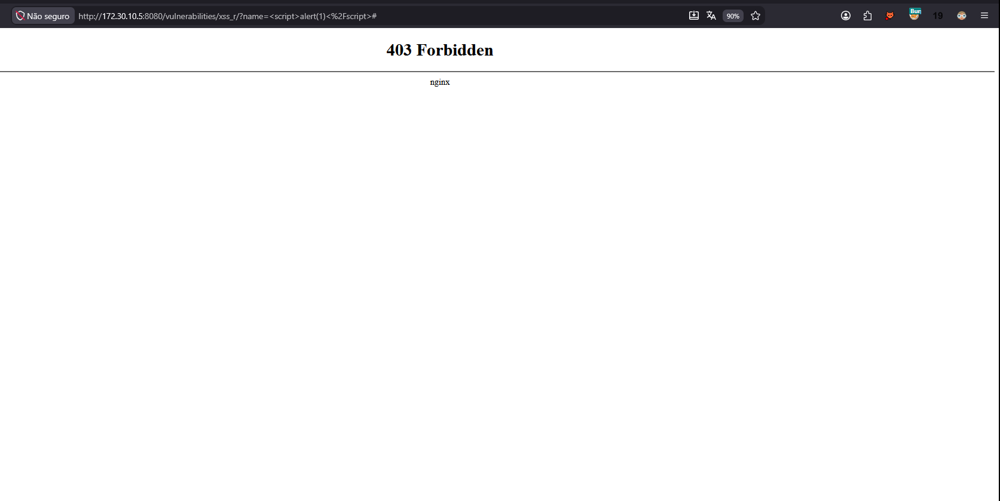 Não seguro http://172.30.10.5:8080/vulnerabilities/xss_r/?name=<script>alert(1)<%2Fscript># 90% 19
403 Forbidden
nginx